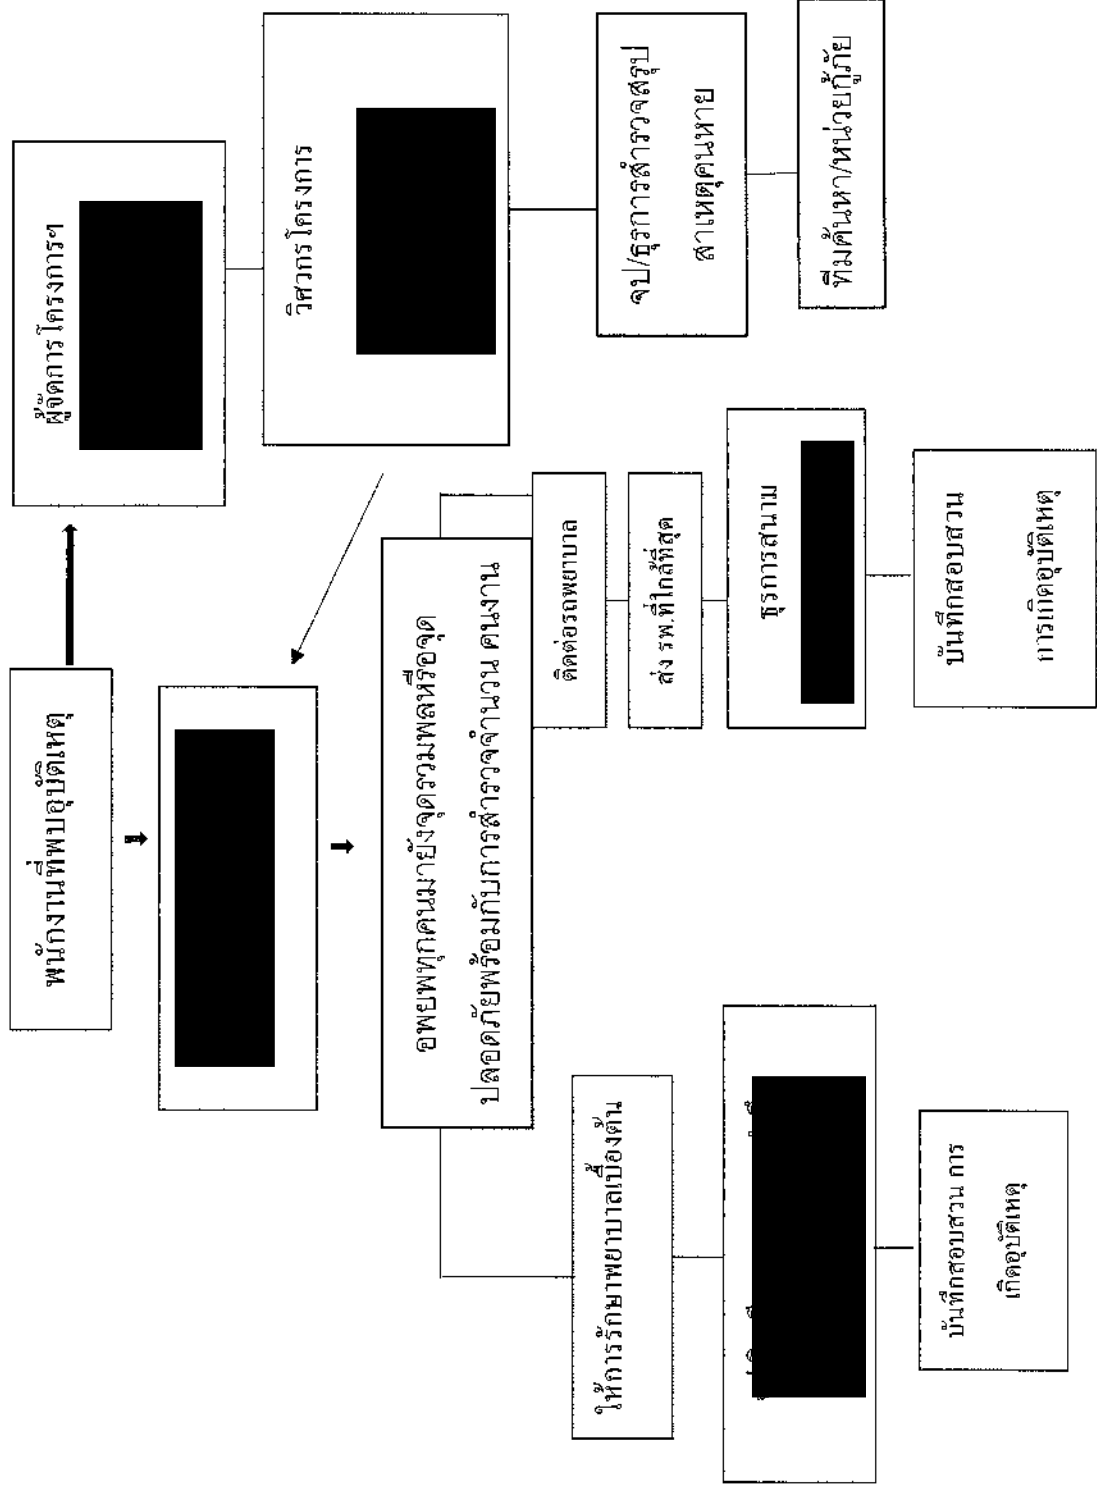 พนักงานที่พบอุบัติเหตุ
ผู้จัดการโครงการฯ
วิศวกรโครงการ
อพยพทุกคนมายังจุดรวมพลหรือจุด
ปลอดภัยพร้อมกับการสำรวจจำนวน คนงาน
จป/ธุรการสำรวจสรุป
สาเหตุคนหาย
ทีมค้นหา/หน่วยกู้ภัย
ติดต่อรถพยาบาล
ส่ง รพ.ที่ใกล้ที่สุด
ธุรการสนาม
บันทึกสอบสวน
การเกิดอุบัติเหตุ
ให้การรักษาพยาบาลเบื้องต้น
บันทึกสอบสวน การ
เกิดอุบัติเหตุ